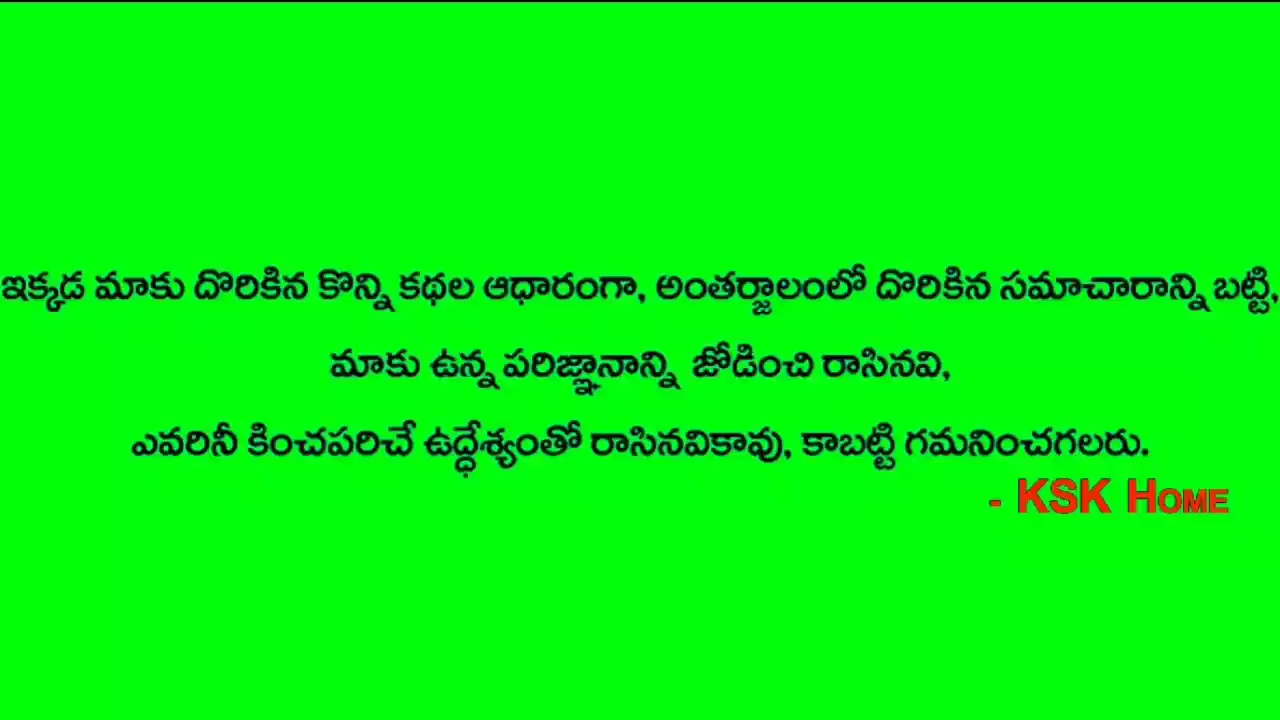 ఇక్కడ మాకు దొరికిన కొన్ని కథల ఆధారంగా, అంతర్జాలంలో దొరికిన సమాచారాన్ని బట్టి,
మాకు ఉన్న పరిజ్ఞానాన్ని జోడించి రాసినవి,
ఎవరినీ కించపరిచే ఉద్ధేశ్యంతో రాసినవికావు, కాబట్టి గమనించగలరు.
- KSK HOME